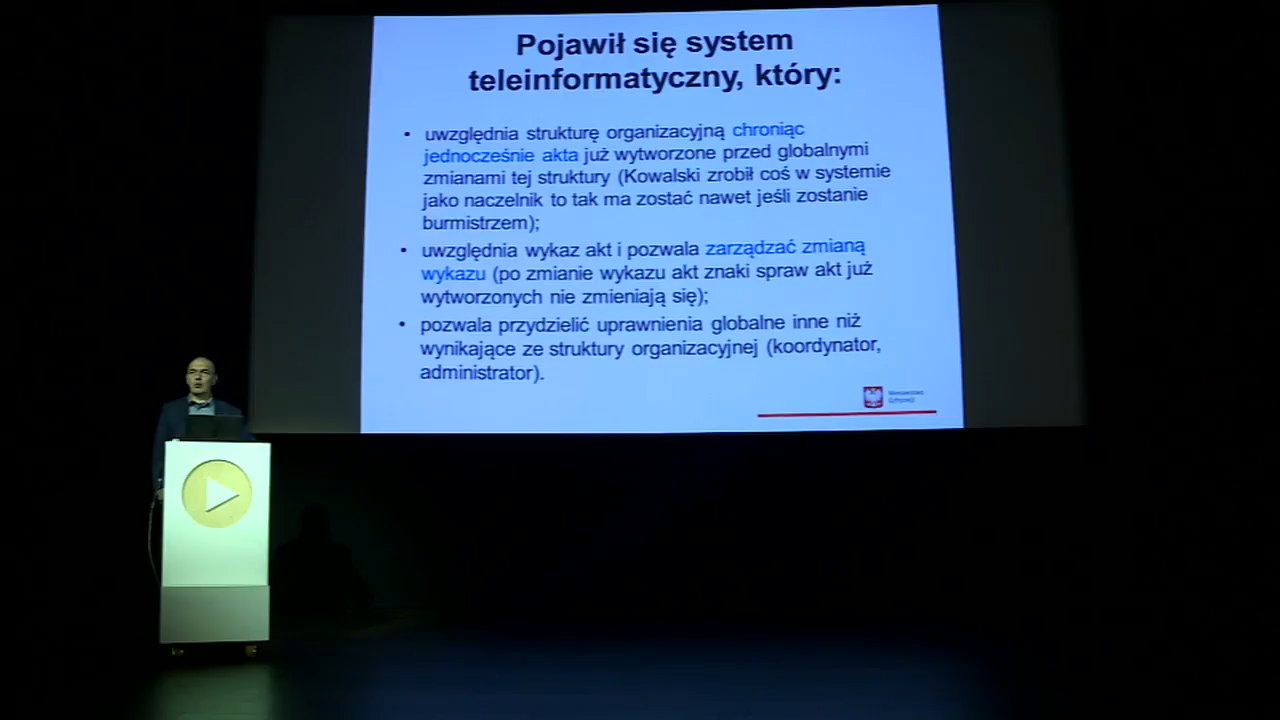 Pojawił się system
teleinformatyczny, który:
• uwzględnia strukturę organizacyjną chroniąc
jednocześnie akta już wytworzone przed globalnymi
zmianami tej struktury (Kowalski zrobił coś w systemie
jako naczelnik to tak ma zostać nawet jeśli zostanie
burmistrzem);
• uwzględnia wykaz akt i pozwala zarządzać zmianą
wykazu (po zmianie wykazu akt znaki spraw akt już
wytworzonych nie zmieniają się);
• pozwala przydzielić uprawnienia globalne inne niż
wynikające ze struktury organizacyjnej (koordynator,
administrator).
Ministerstwo
Cyfryzacji